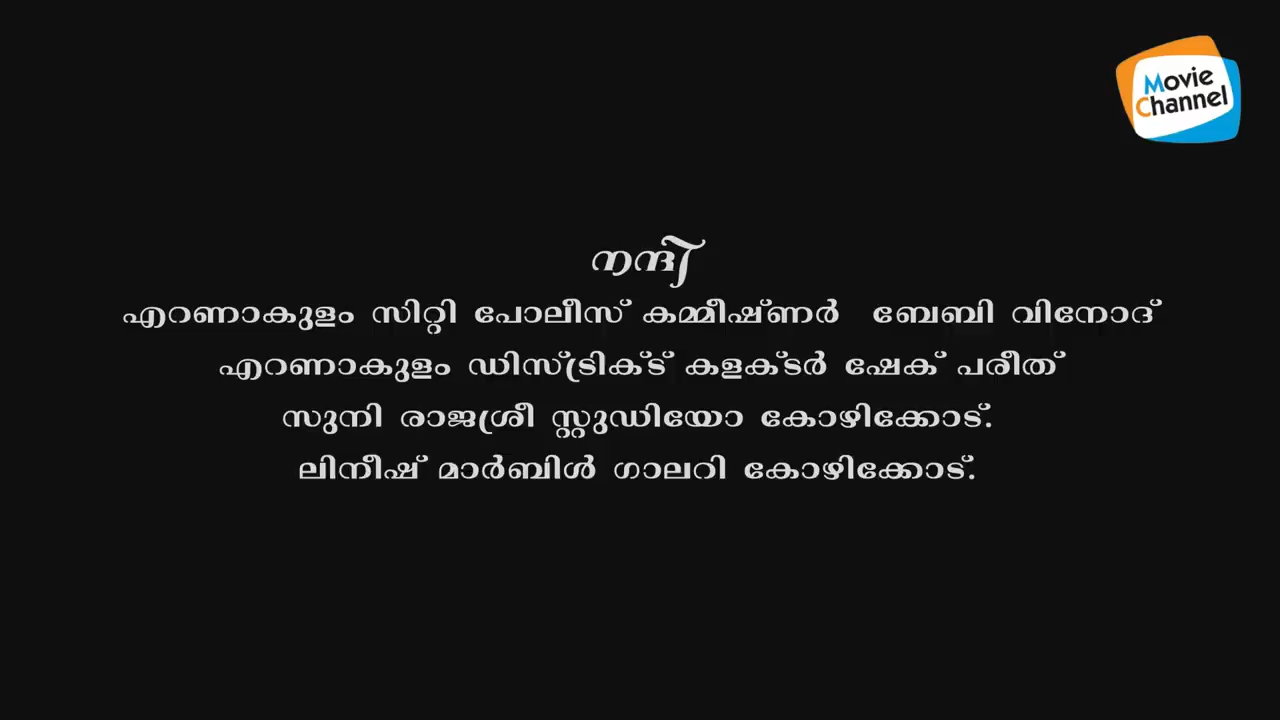 Movie
Channel
നന്ദി
എറണാകുളം സിറ്റി പോലീസ് കമ്മീഷ്ണർ ബേബി വിനോദ്
എറണാകുളം ഡിസ്ട്രിക്ട് കളക്ടർ ഷേക് പരീത്
സുനി രാജശ്രീ സ്റ്റുഡിയോ കോഴിക്കോട്.
ലിനീഷ് മാർബിൾ ഗാലറി കോഴിക്കോട്.